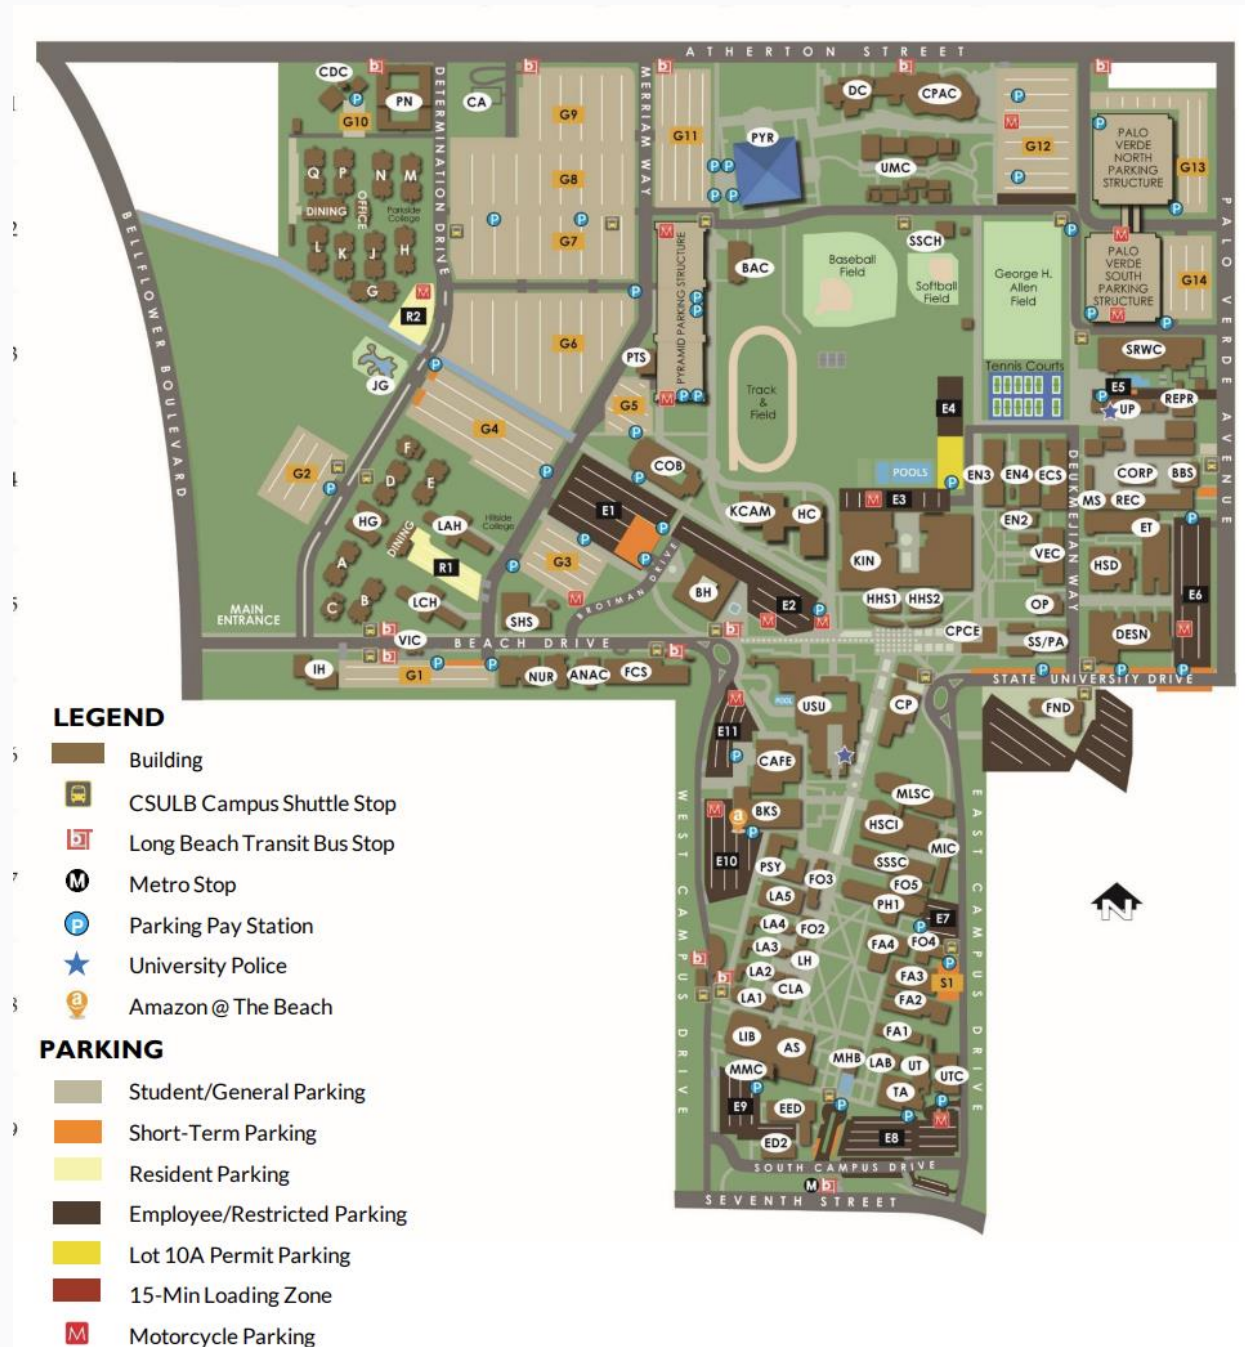 ATHERTON STREET
CDC
PN
G10
CA
G9
DETERMINATION DRIVE
MERRIAM WAY
G11
PYR
DC
CPAC
UMC
G12
PALO
VERDE
NORTH
PARKING
STRUCTURE
G13
1
Q
P
N
M
OFFICE
DINING
Parkside
College
L
K
J
H
G
G8
G7
2
BELLFLOWER BOULEVARD
PYRAMID PARKING STRUCTURE
BAC
Baseball
Field
SSCH
Softball
Field
George H.
Allen
Field
PALO
VERDE
SOUTH
PARKING
STRUCTURE
G14
PALO VERDE AVENUE
R2
G6
3
JG
PTS
G5
Track
&
Field
Tennis Courts
SRWC
E5
UP
REPR
E4
G4
G2
4
F
D
E
COB
POOLS
EN3
EN4
ECS
DEUKMEJIAN WAY
CORP
BBS
MS
REC
ET
E3
HG
DINING
LAH
Hillside
College
E1
KCAM
HC
EN2
VEC
KIN
A
R1
G3
BROTMAN DRIVE
HSD
E6
5
C
B
LCH
BH
E2
HHS1
HHS2
OP
MAIN
ENTRANCE
SHS
VIC
BEACH DRIVE
CPCE
SS/PA
DESN
IH
G1
NUR
ANAC
FCS
STATE UNIVERSITY DRIVE
LEGEND
POOL
USU
CP
FND
E11
6
Building
CAFE
CSULB Campus Shuttle Stop
WEST CAMPUS DRIVE
EAST CAMPUS DRIVE
MLSC
BKS
HSCI
Long Beach Transit Bus Stop
MIC
E10
PSY
SSSC
7
Metro Stop
FO3
FO5
LA5
PH1
Parking Pay Station
E7
LA4
FO2
FA4
FO4
LA3
LH
University Police
LA2
FA3
S1
CLA
LA1
FA2
8
Amazon @ The Beach
N
LIB
AS
FA1
PARKING
MMC
MHB
LAB
UT
UTC
Student/General Parking
TA
E9
EED
9
Short-Term Parking
ED2
E8
SOUTH CAMPUS DRIVE
Resident Parking
SEVENTH STREET
Employee/Restricted Parking
Lot 10A Permit Parking
15-Min Loading Zone
Motorcycle Parking